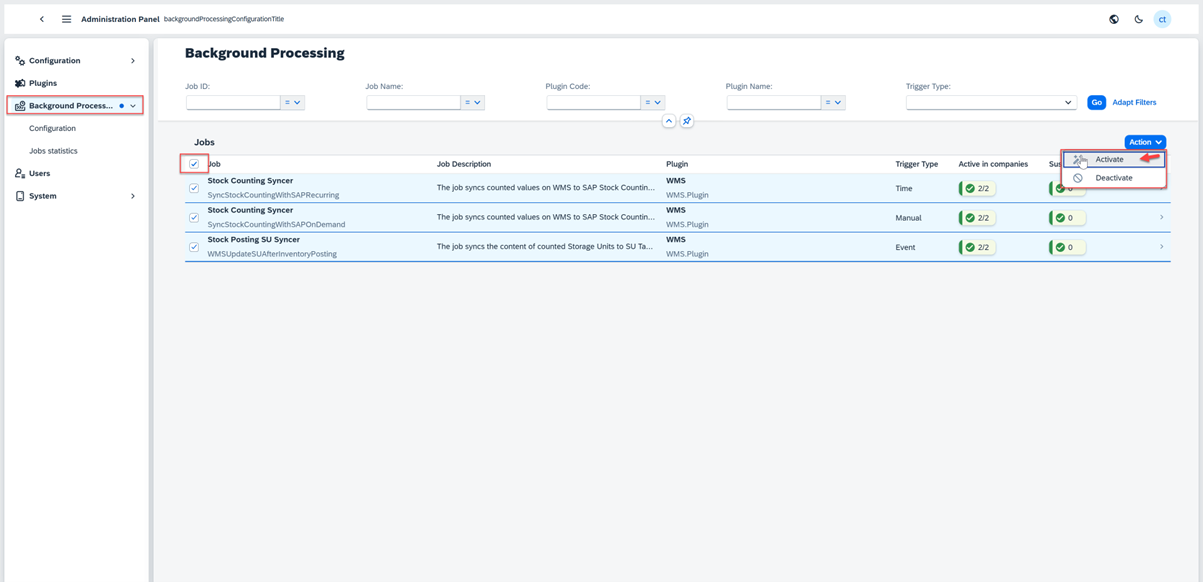 Administration Panel backgroundProcessingConfigurationTitle
ct
Configuration
Plugins
Background Process...
Configuration
Jobs statistics
Users
System
Background Processing
Job ID: Job Name: Plugin Code: Plugin Name: Trigger Type:
= = = = Go Adapt Filters
Jobs Action
Activate
Deactivate
Job Job Description Plugin Trigger Type Active in companies
Stock Counting Syncer The job syncs counted values on WMS to SAP Stock Countin... WMS Time 2/2 0
SyncStockCountingWithSAPRecurring WMS.Plugin
Stock Counting Syncer The job syncs counted values on WMS to SAP Stock Countin... WMS Manual 2/2 0
SyncStockCountingWithSAPOnDemand WMS.Plugin
Stock Posting SU Syncer The job syncs the content of counted Storage Units to SU Ta... WMS Event 2/2 0
WMSUpdateSUAfterInventoryPosting WMS.Plugin